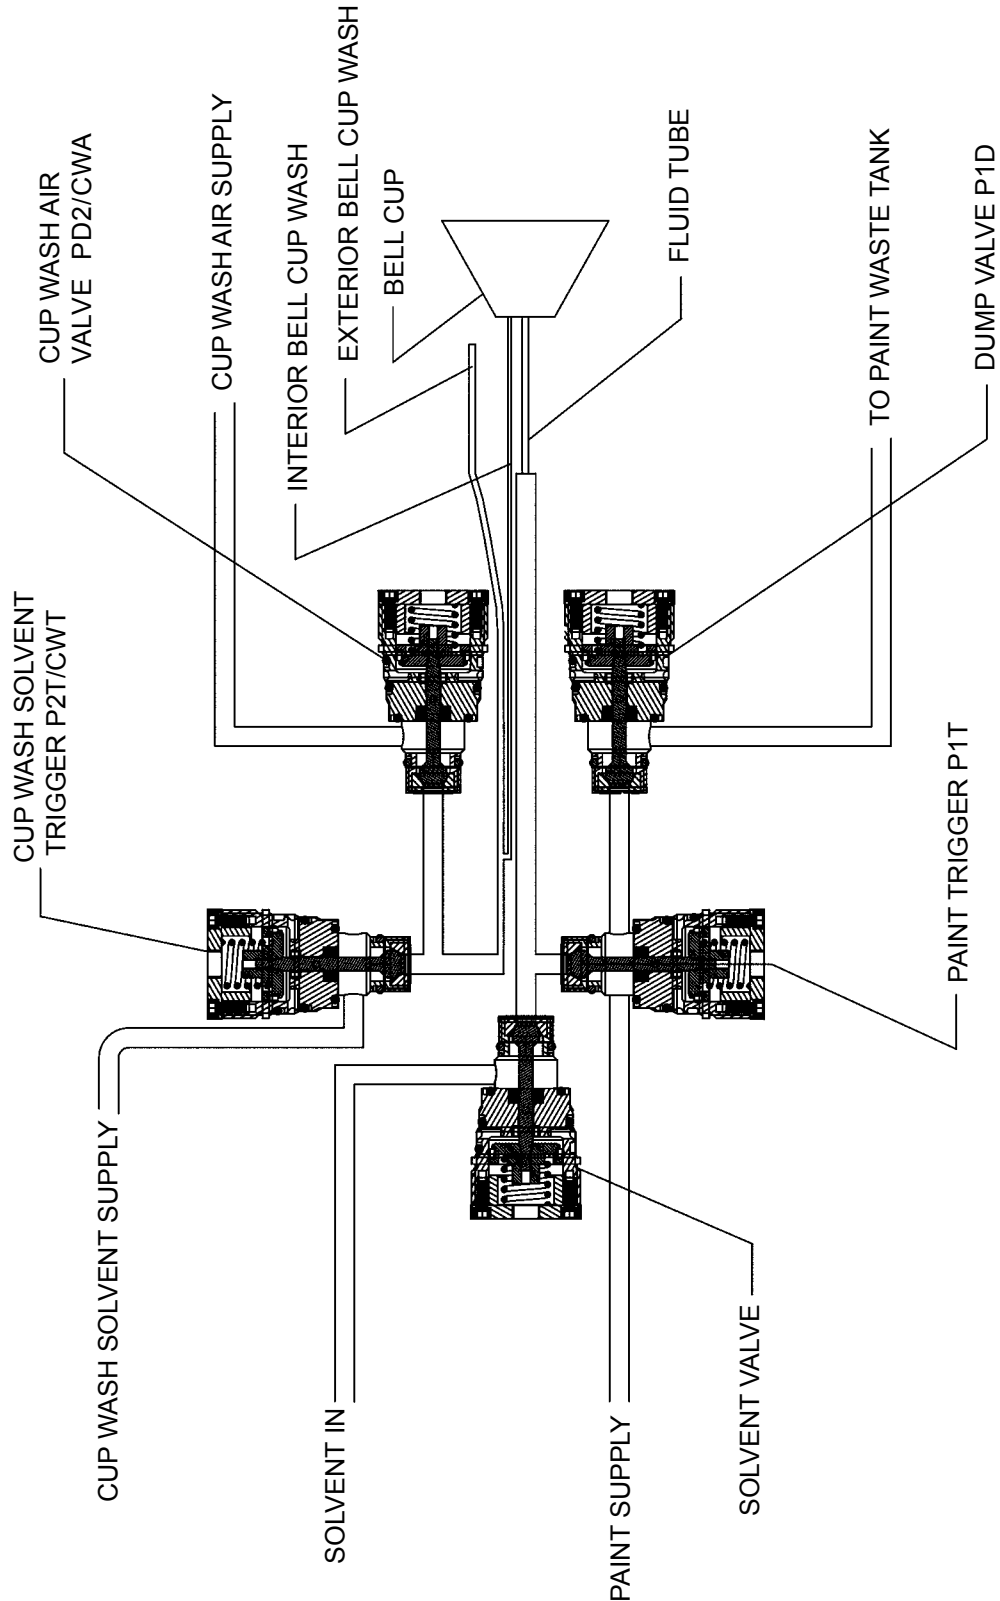 CUP WASH SOLVENT
TRIGGER P2T/CWT
CUP WASH AIR
VALVE PD2/CWA
CUP WASH SOLVENT SUPPLY
CUP WASH AIR SUPPLY
SOLVENT IN
INTERIOR BELL CUP WASH
EXTERIOR BELL CUP WASH
BELL CUP
PAINT SUPPLY
FLUID TUBE
SOLVENT VALVE
TO PAINT WASTE TANK
PAINT TRIGGER P1T
DUMP VALVE P1D